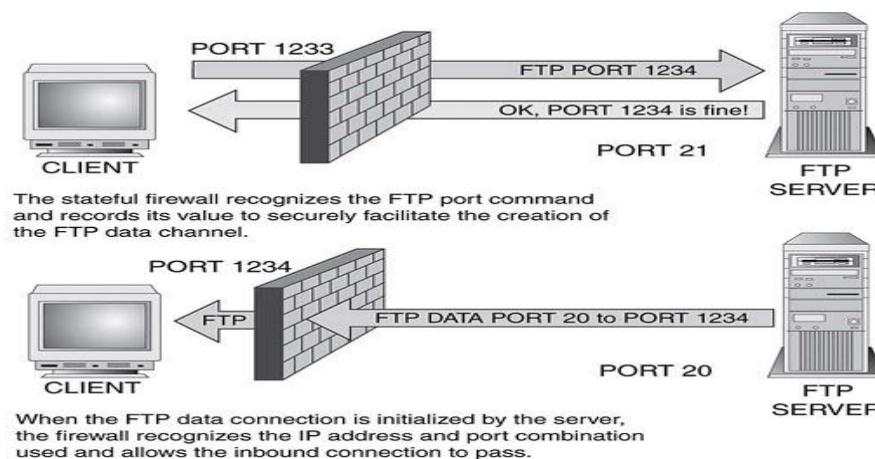 PORT 1233
FTP PORT 1234
OK, PORT 1234 is fine!
PORT 21
CLIENT
FTP
SERVER
The stateful firewall recognizes the FTP port command
and records its value to securely facilitate the creation of
the FTP data channel.
PORT 1234
FTP
FTP DATA PORT 20 to PORT 1234
PORT 20
CLIENT
FTP
SERVER
When the FTP data connection is initialized by the server,
the firewall recognizes the IP address and port combination
used and allows the inbound connection to pass.